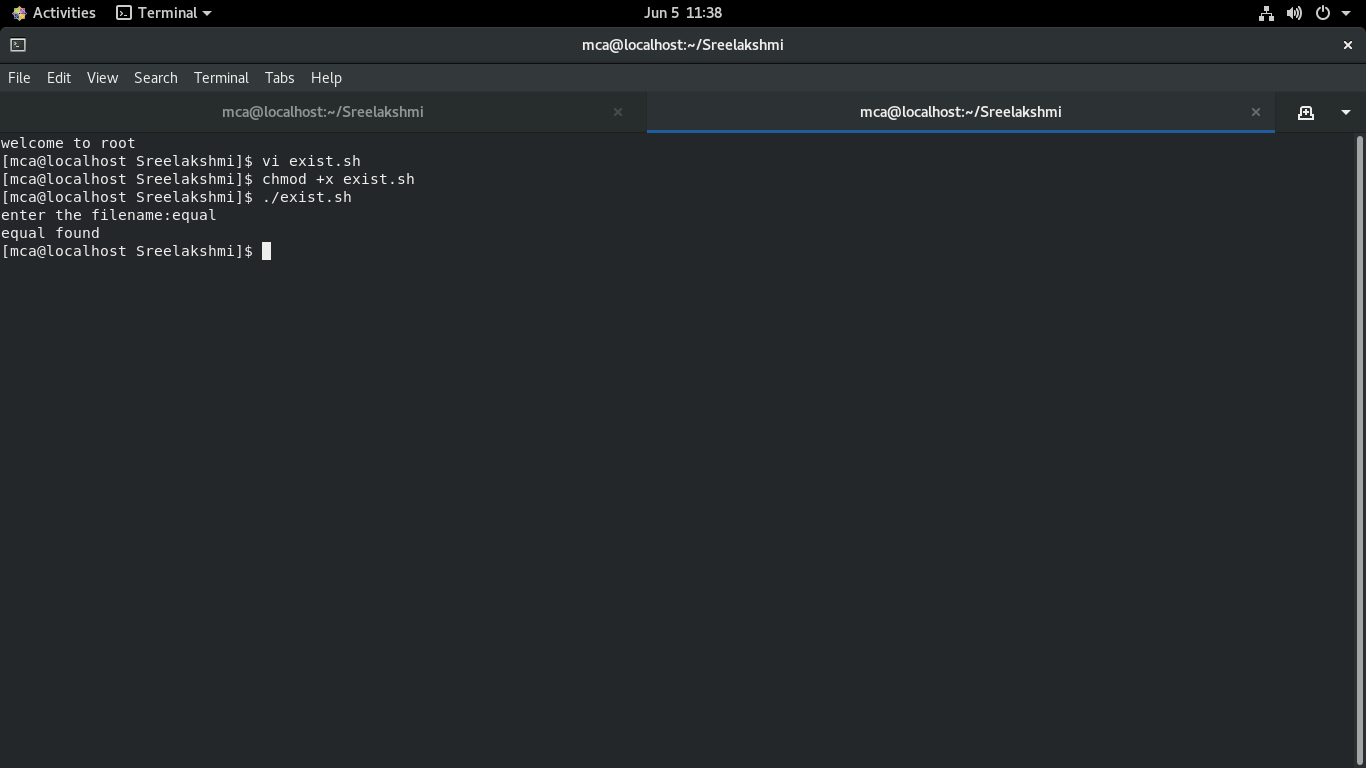 Activities Terminal Jun 5 11:38
mca@localhost:~/Sreelakshmi
File Edit View Search Terminal Tabs Help
mca@localhost:~/Sreelakshmi mca@localhost:~/Sreelakshmi
welcome to root
[mca@localhost Sreelakshmi]$ vi exist.sh
[mca@localhost Sreelakshmi]$ chmod +x exist.sh
[mca@localhost Sreelakshmi]$ ./exist.sh
enter the filename:equal
equal found
[mca@localhost Sreelakshmi]$